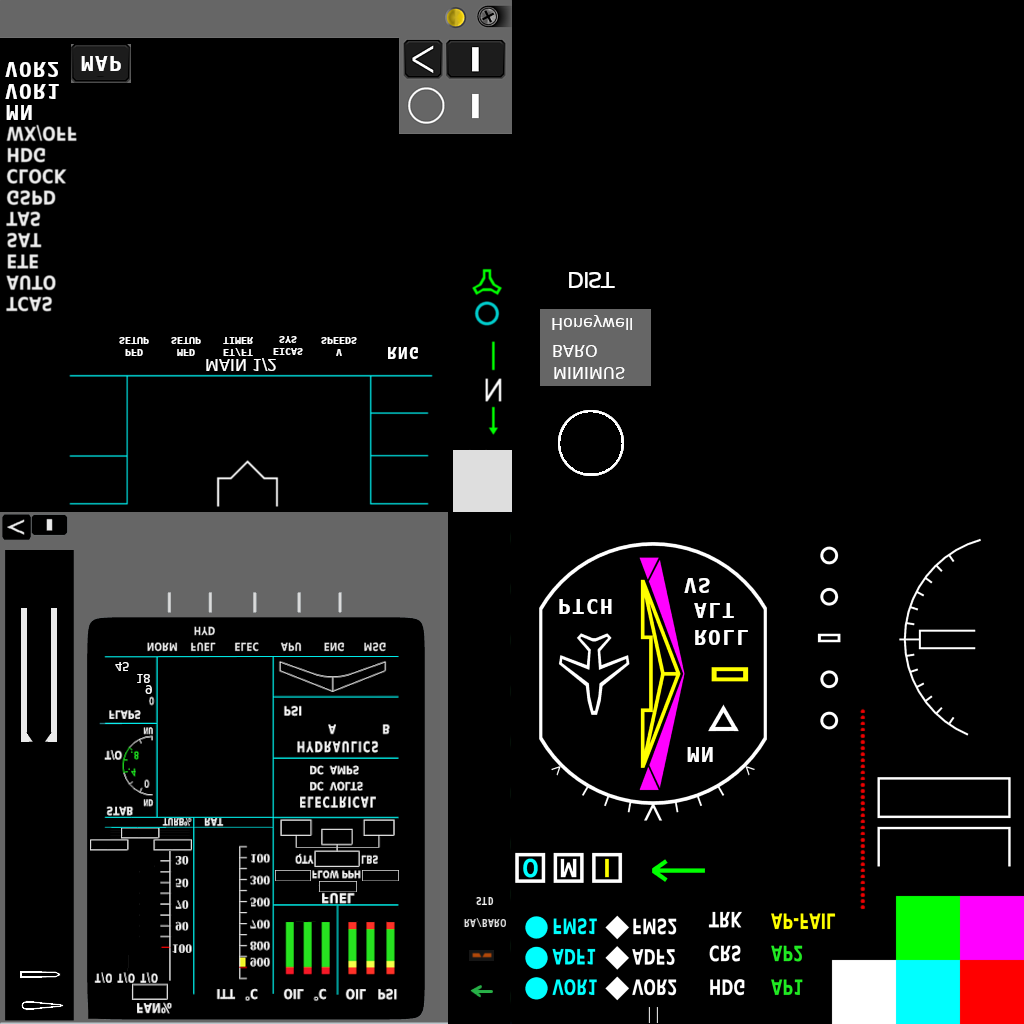 VOR2
MAP
VOR1
MN
WX/OFF
HDG
CLOCK
GSPD
TAS
SAT
ETE
AUTO
TCAS
PFD SETUP
MFD SETUP
ET/FT TIMER
EICAS SYS
V SPEEDS
RNG
MAIN 1/2
N
DIST
Honeywell
BARO
MINIMUS
HYD
NORM FUEL ELEC APU ENG MSG
45
18
9
0
FLAPS
PSI
A B
HYDRAULICS
NU
T/O
.8
.4
0
ND
STAB
DC AMPS
DC VOLTS
ELECTRICAL
TURB% RAT
30
50
70
90
100
T/O T/O T/O
FAN%
100
300
500
700
800
900
ITT °C
QTY LBS
FLOW PPH
FUEL
OIL °C
OIL PSI
PTCH
VS
ALT
ROLL
MN
O M I
STD
RA/BARO
FMS1 FMS2 TRK AP-FAIL
ADF1 ADF2 CRS AP2
VOR1 VOR2 HDG AP1